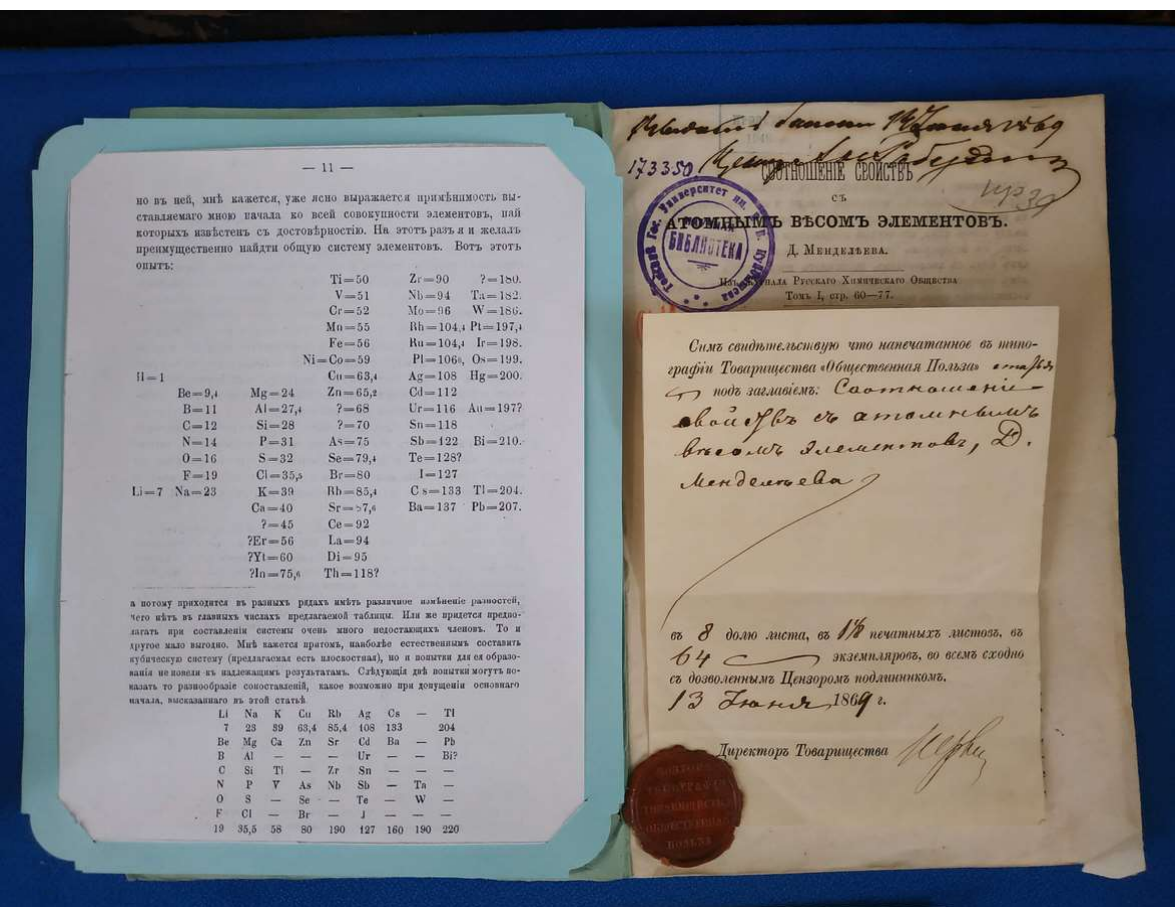 — 11 —
но въ ней, мнѣ кажется, уже ясно выражается примѣнимость вы-
ставляемаго мною начала ко всей совокупности элементовъ, пай
которыхъ извѣстенъ съ достовѣрностію. На этотъ разъ я и желалъ
преимущественно найдти общую систему элементовъ. Вотъ этотъ
опытъ:
Ti=50 Zr=90 ?=180.
V=51 Nb=94 Ta=182.
Cr=52 Mo=96 W=186.
Mn=55 Rh=104,4 Pt=197,4
Fe=56 Ru=104,4 Ir=198.
Ni=Co=59 Pl=1066, Os=199.
H=1 Cu=63,4 Ag=108 Hg=200.
Be=9,4 Mg=24 Zn=65,2 Cd=112
B=11 Al=27,4 ?=68 Ur=116 Au=197?
C=12 Si=28 ?=70 Sn=118
N=14 P=31 As=75 Sb=122 Bi=210.
O=16 S=32 Se=79,4 Te=128?
F=19 Cl=35,5 Br=80 I=127
Li=7 Na=23 K=39 Rb=85,4 Cs=133 Tl=204.
Ca=40 Sr=87,6 Ba=137 Pb=207.
?=45 Ce=92
?Er=56 La=94
?Yt=60 Di=95
?In=75,6 Th=118?
а потому приходится въ разныхъ рядахъ имѣть различное измѣненіе разностей,
чего нѣтъ въ главныхъ числахъ предлагаемой таблицы. Или же придется предпо-
лагать при составленіи системы очень много недостающихъ членовъ. То и
другое мало выгодно. Мнѣ кажется притомъ, наиболѣе естественнымъ составить
кубическую систему (предлагаемая есть плоскостная), но и попытки для ея образо-
ванія не повели къ надлежащимъ результатамъ. Слѣдующія двѣ попытки могутъ по-
казать то разнообразіе сопоставленій, какое возможно при допущеніи основнаго
начала, высказаннаго въ этой статьѣ
Li Na K Cu Rb Ag Cs — Tl
7 23 39 63,4 85,4 108 133 204
Be Mg Ca Zn Sr Cd Ba — Pb
B Al — — — Ur — — Bi?
C Si Ti — Zr Sn — — —
N P V As Nb Sb — Ta —
O S — Se — Te — W —
F Cl — Br — J — — —
19 35,5 58 80 190 127 160 190 220
13 Іюня 1869
173350
СООТНОШЕНІЕ СВОЙСТВЪ
СЪ
АТОМНЫМЪ ВѢСОМЪ ЭЛЕМЕНТОВЪ.
Д. Менделѣева.
Изъ Журнала Русскаго Химическаго Общества
Томъ I, стр. 60—77.
Гос. Университет им. В. В. Куйбышева
БИБЛИОТЕКА
Симъ свидѣтельствую что напечатанное въ типо-
графіи Товарищества «Общественная Польза» статья
подъ заглавіемъ: Соотношеніе
свойствъ съ атомнымъ
вѣсомъ элементовъ, Д.
Менделѣева
въ 8 долю листа, въ 1⅛ печатныхъ листовъ, въ
64 экземпляровъ, во всемъ сходно
съ дозволеннымъ Цензоромъ подлинникомъ.
13 Іюня 1869 г.
Директоръ Товарищества
ТИПОГРАФІИ
ТОВАРИЩЕСТВА
ОБЩЕСТВЕННАЯ
ПОЛЬЗА